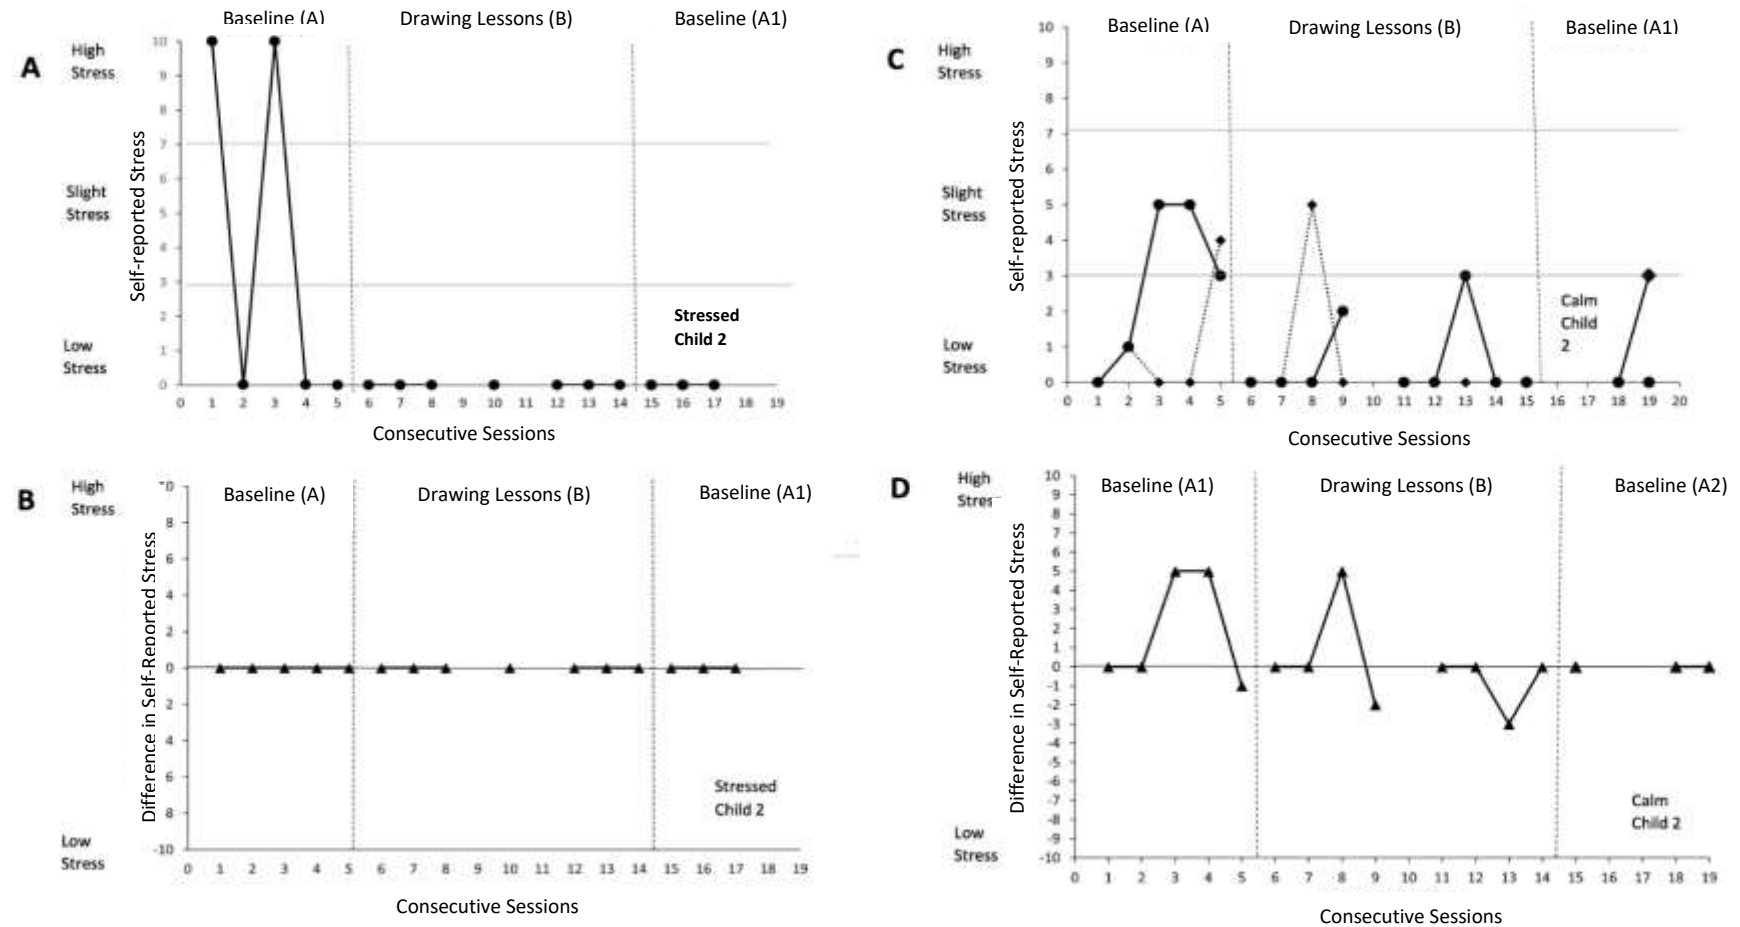 A
High
Stress
Slight
Stress
Low
Stress
Self-reported Stress
Baseline (A)
Drawing Lessons (B)
Baseline (A1)
10
9
8
7
6
5
4
3
2
1
0
Stressed
Child 2
0 1 2 3 4 5 6 7 8 9 10 11 12 13 14 15 16 17 18 19
Consecutive Sessions
C
High
Stress
Slight
Stress
Low
Stress
Self-reported Stress
Baseline (A)
Drawing Lessons (B)
Baseline (A1)
10
9
8
7
6
5
4
3
2
1
0
Calm
Child
2
0 1 2 3 4 5 6 7 8 9 10 11 12 13 14 15 16 17 18 19 20
Consecutive Sessions
B
High
Stress
Low
Stress
Difference in Self-Reported Stress
Baseline (A)
Drawing Lessons (B)
Baseline (A1)
0
8
6
4
2
0
2
4
6
8
-10
Stressed
Child 2
0 1 2 3 4 5 6 7 8 9 10 11 12 13 14 15 16 17 18 19
Consecutive Sessions
D
High
Stres
Low
Stress
Difference in Self-Reported Stress
Baseline (A1)
Drawing Lessons (B)
Baseline (A2)
10
9
8
7
6
5
4
3
2
1
0
-1
-2
-3
-4
-5
-6
-7
-8
-9
-10
Calm
Child 2
0 1 2 3 4 5 6 7 8 9 10 11 12 13 14 15 16 17 18 19
Consecutive Sessions